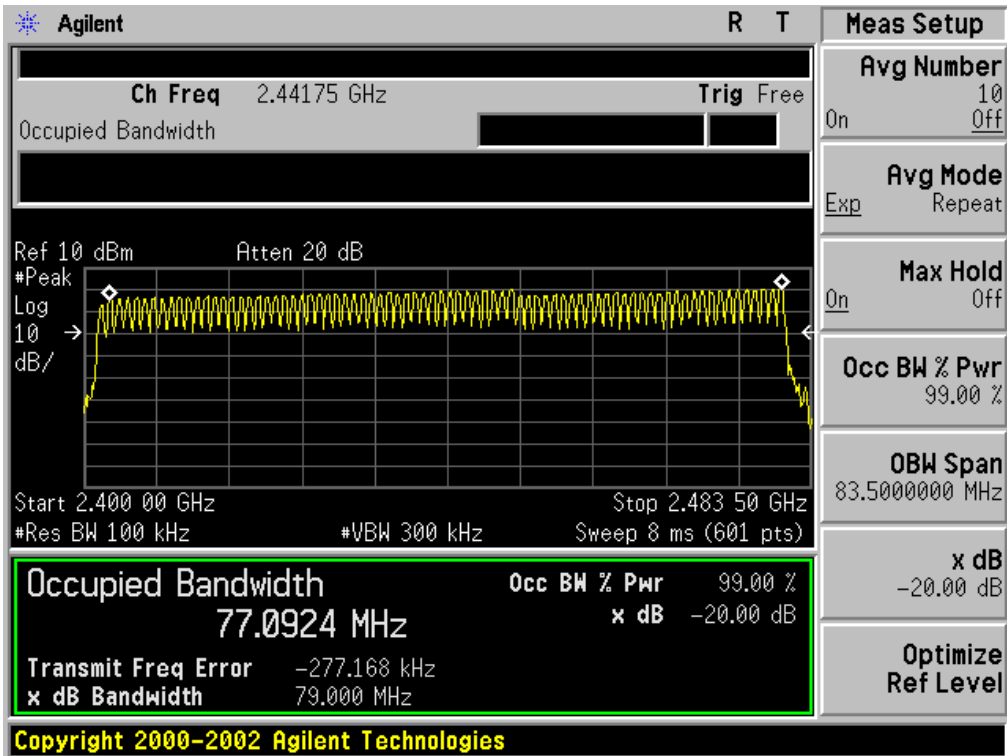 Agilent R T
Ch Freq 2.44175 GHz Trig Free
Occupied Bandwidth
Ref 10 dBm Atten 20 dB
#Peak
Log
10
dB/
Start 2.400 00 GHz Stop 2.483 50 GHz
#Res BW 100 kHz #VBW 300 kHz Sweep 8 ms (601 pts)
Occupied Bandwidth Occ BW % Pwr 99.00 %
77.0924 MHz x dB -20.00 dB
Transmit Freq Error -277.168 kHz
x dB Bandwidth 79.000 MHz
Copyright 2000-2002 Agilent Technologies
Meas Setup
Avg Number
10
On Off
Avg Mode
Exp Repeat
Max Hold
On Off
Occ BW % Pwr
99.00 %
OBW Span
83.5000000 MHz
x dB
-20.00 dB
Optimize
Ref Level